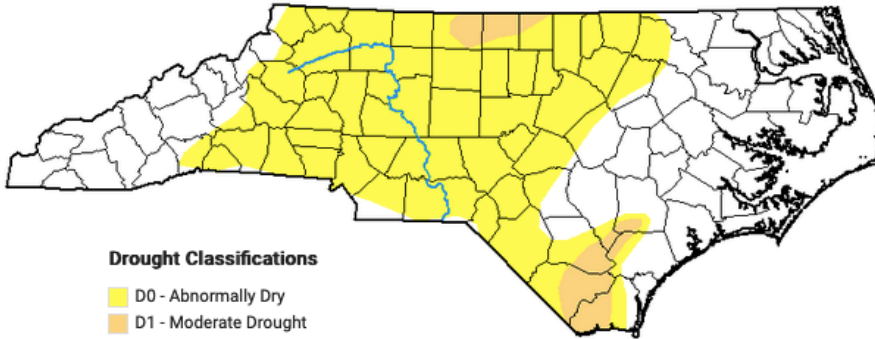 Drought Classifications
D0 - Abnormally Dry
D1 - Moderate Drought